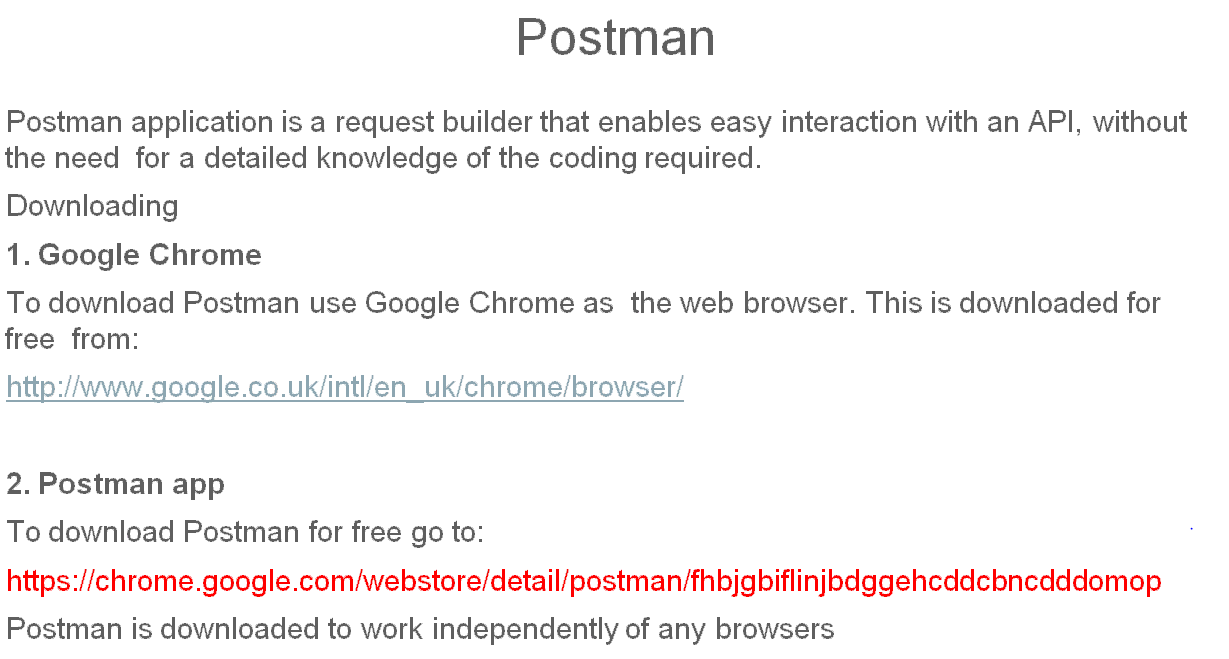 Postman
Postman application is a request builder that enables easy interaction with an API, without
the need for a detailed knowledge of the coding required.
Downloading
1. Google Chrome
To download Postman use Google Chrome as the web browser. This is downloaded for
free from:
http://www.google.co.uk/intl/en_uk/chrome/browser/
2. Postman app
To download Postman for free go to:
https://chrome.google.com/webstore/detail/postman/fhbjgbiflinjbdggehcddcbncdddomop
Postman is downloaded to work independently of any browsers